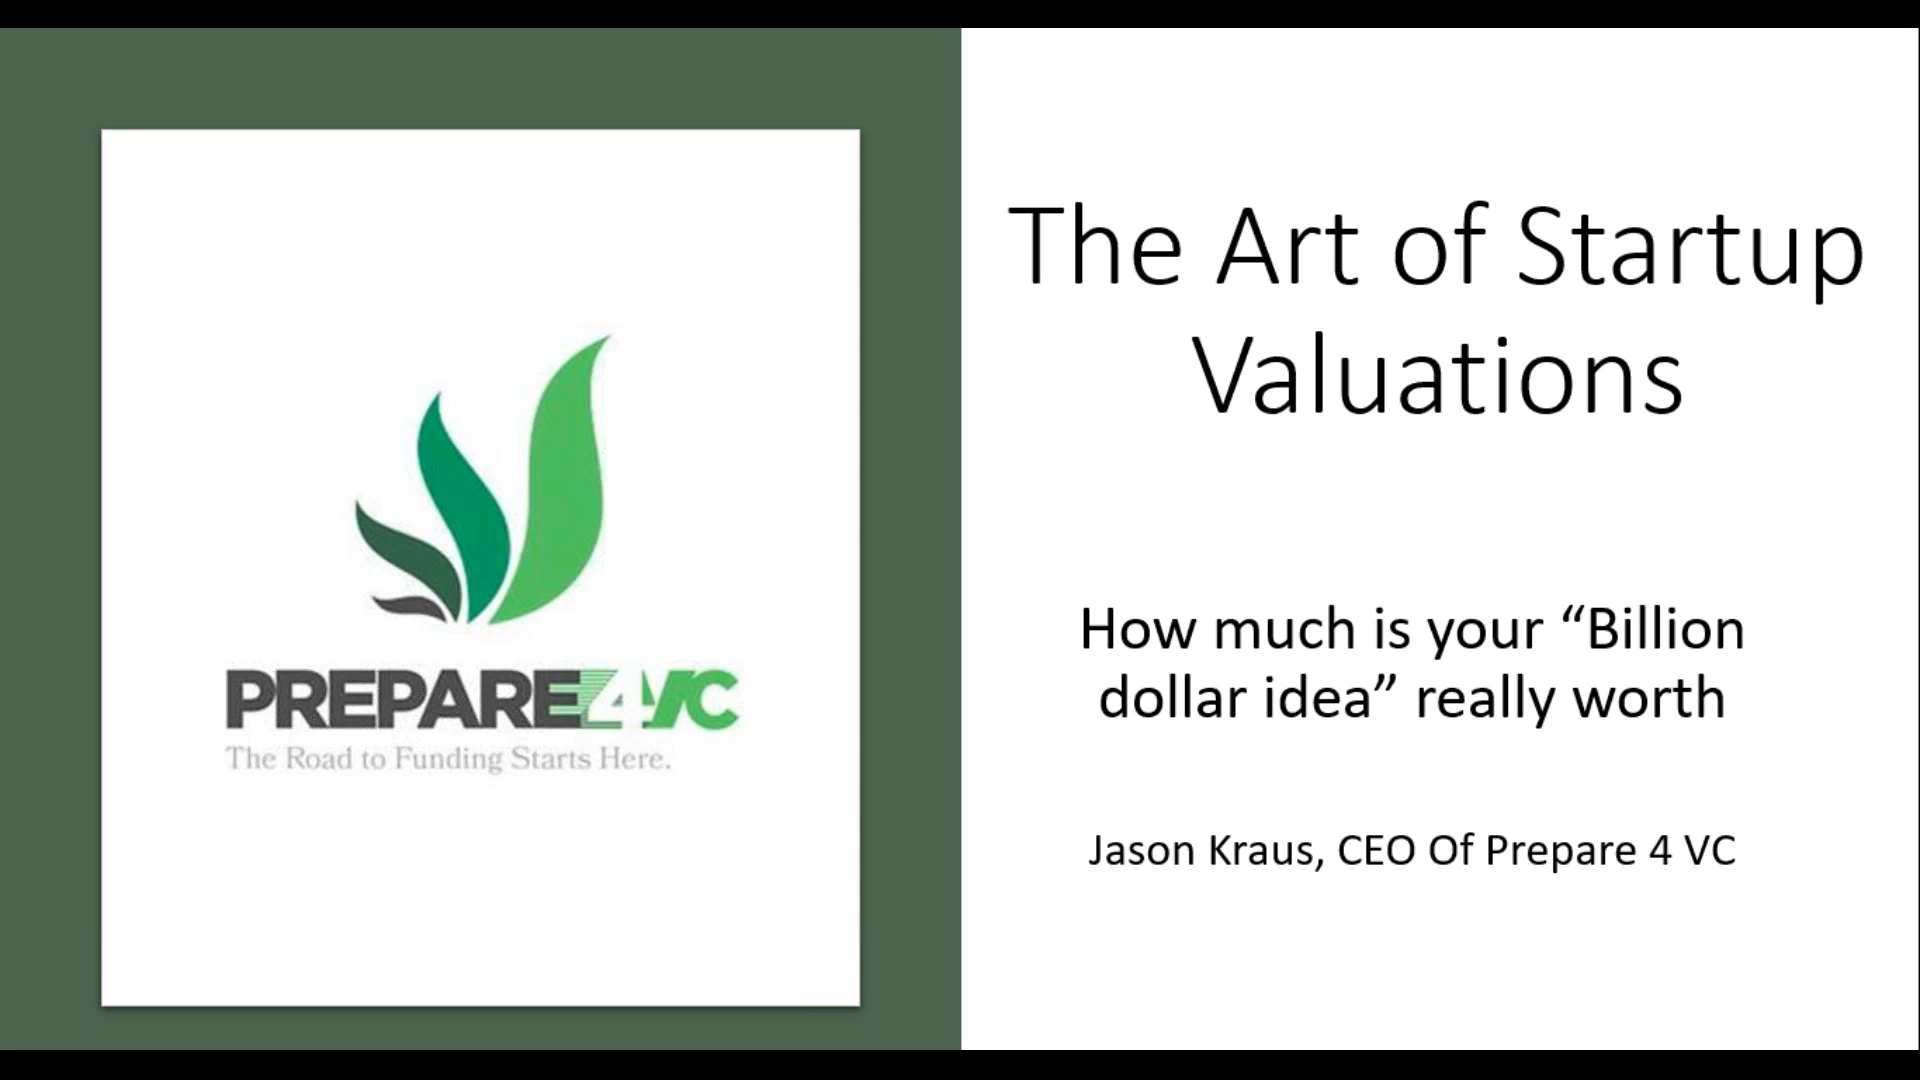 PREPARE4VC
The Road to Funding Starts Here.
The Art of Startup
Valuations
How much is your “Billion
dollar idea” really worth
Jason Kraus, CEO Of Prepare 4 VC